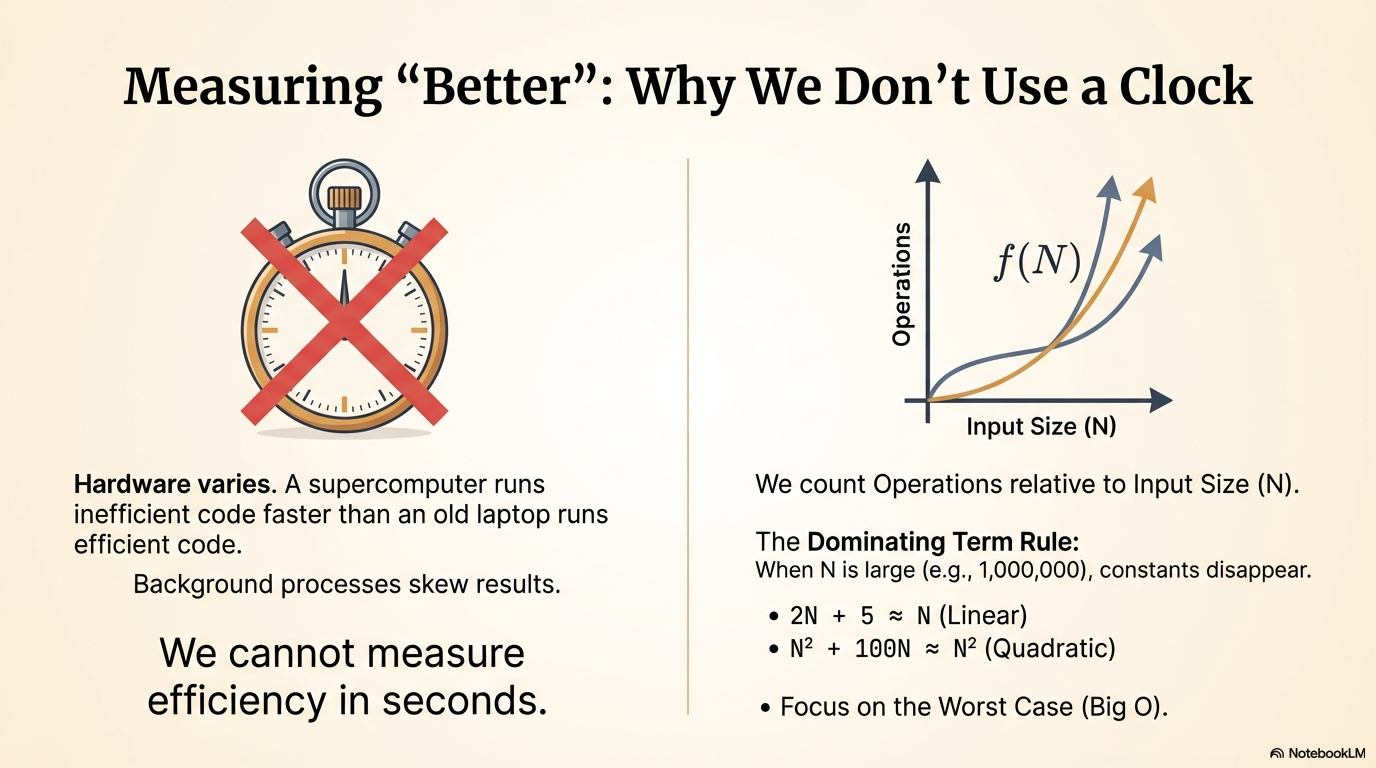 Measuring “Better”: Why We Don’t Use a Clock
Hardware varies. A supercomputer runs
inefficient code faster than an old laptop runs
efficient code.
Background processes skew results.
We cannot measure
efficiency in seconds.
f(N)
Operations
Input Size (N)
We count Operations relative to Input Size (N).
The Dominating Term Rule:
When N is large (e.g., 1,000,000), constants disappear.
• 2N + 5 ≈ N (Linear)
• N² + 100N ≈ N² (Quadratic)
• Focus on the Worst Case (Big O).
NotebookLM